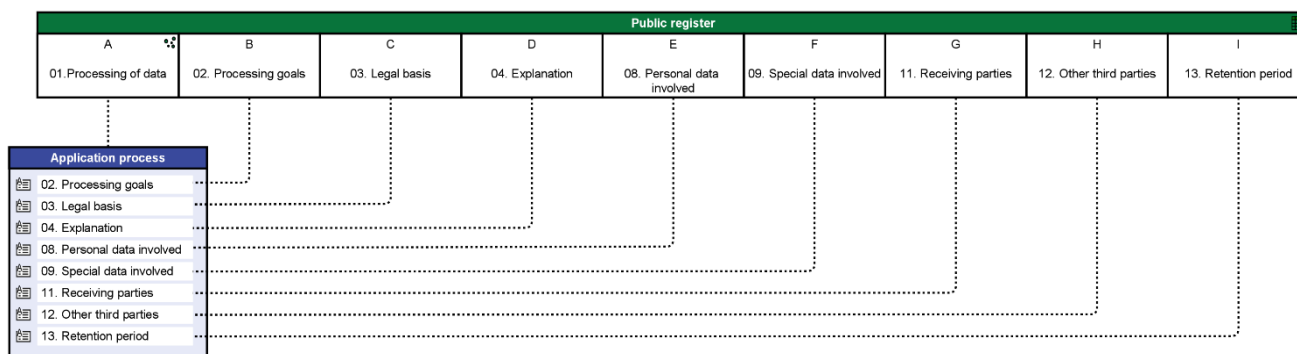 Public register
A B C D E F G H I
01.Processing of data 02. Processing goals 03. Legal basis 04. Explanation 08. Personal data 09. Special data involved 11. Receiving parties 12. Other third parties 13. Retention period
involved
Application process
02. Processing goals
03. Legal basis
04. Explanation
08. Personal data involved
09. Special data involved
11. Receiving parties
12. Other third parties
13. Retention period